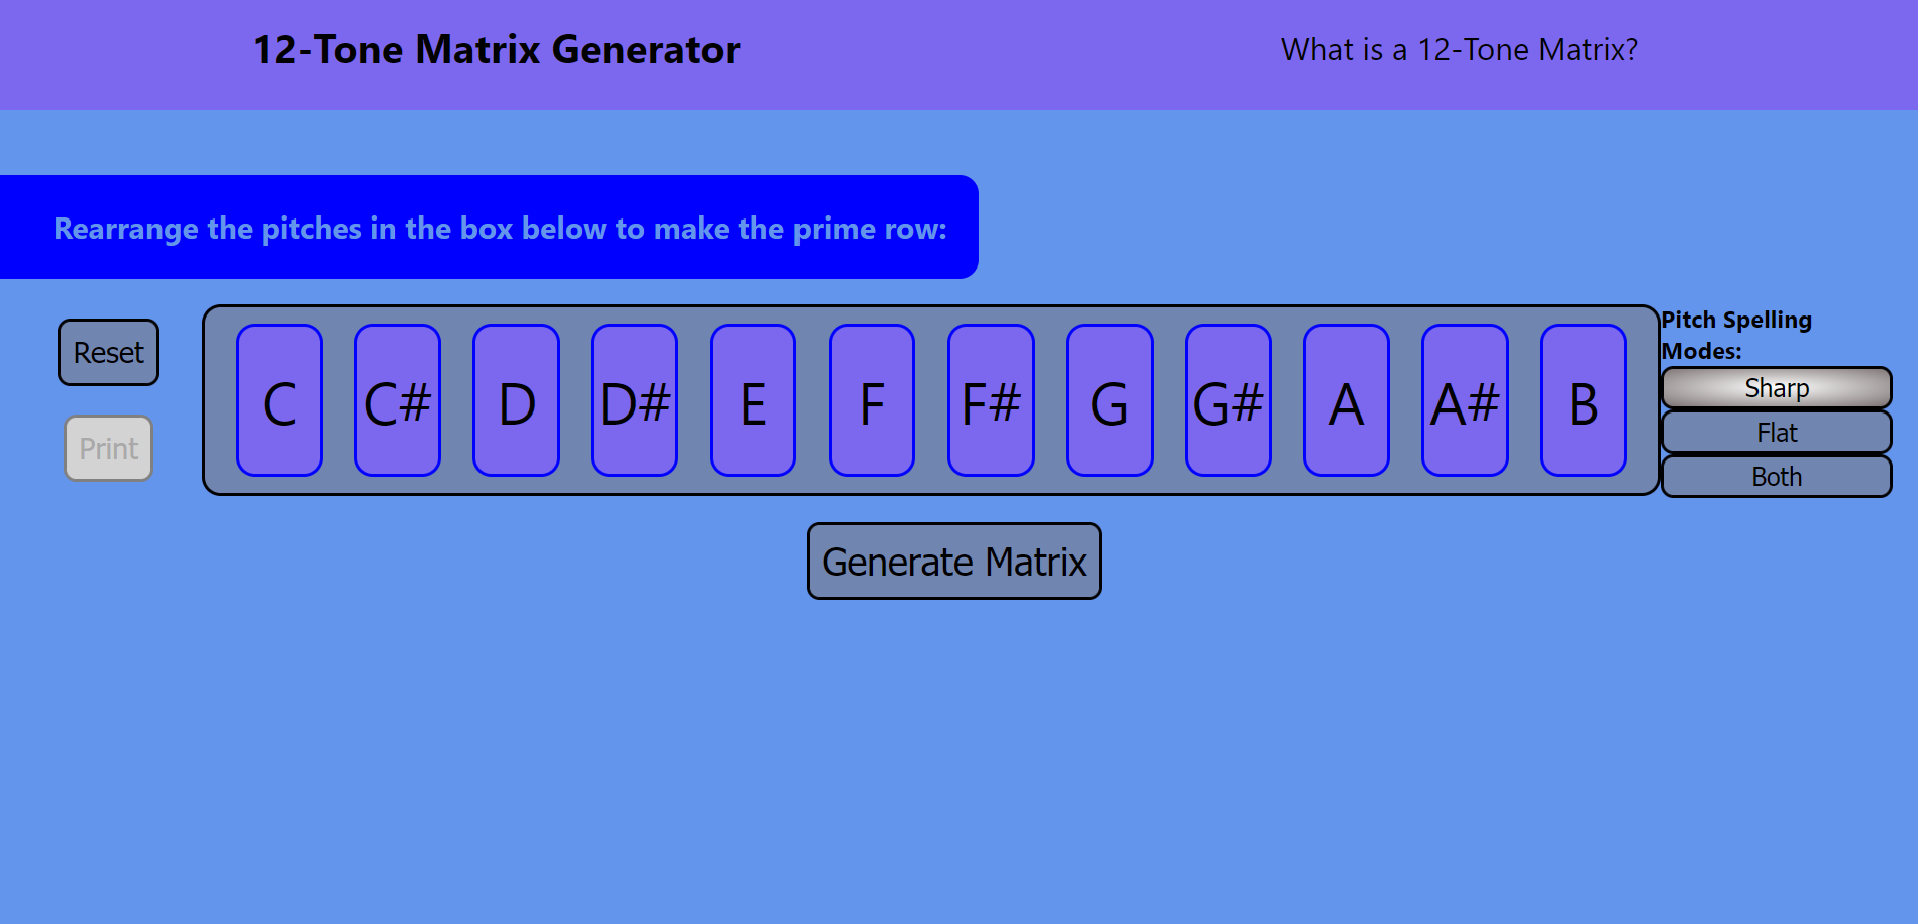 12-Tone Matrix Generator
What is a 12-Tone Matrix?
Rearrange the pitches in the box below to make the prime row:
Reset
Print
C C# D D# E F F# G G# A A# B
Pitch Spelling
Modes:
Sharp
Flat
Both
Generate Matrix